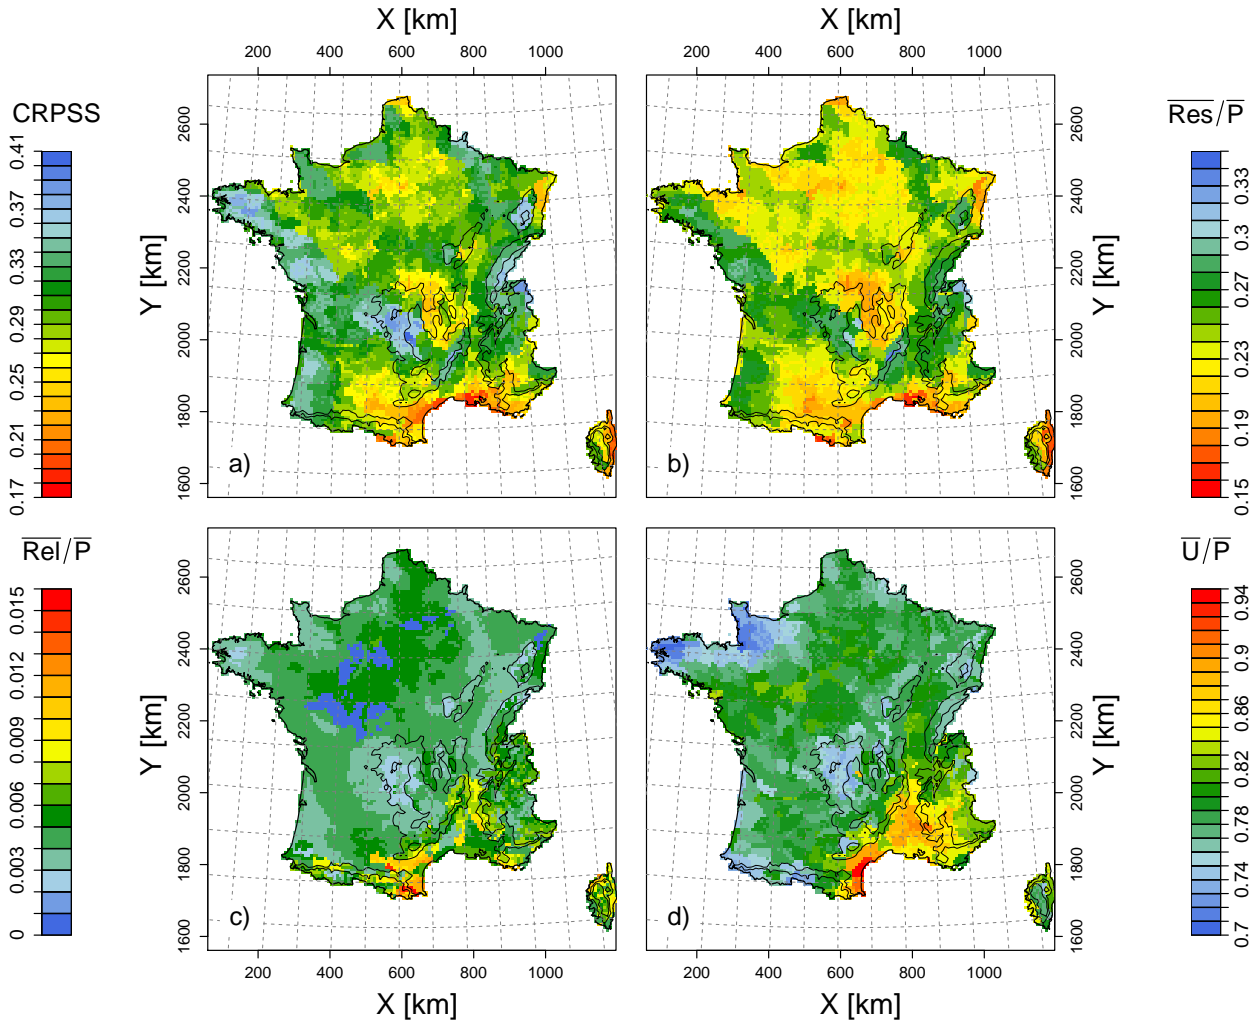 X [km]
X [km]
200 400 600 800 1000
200 400 600 800 1000
CRPSS
0.41
0.37
0.33
0.29
0.25
0.21
0.17
Y [km]
2600
2400
2200
2000
1800
1600
a)
b)
Y [km]
2600
2400
2200
2000
1800
1600
Res/P
0.33
0.3
0.27
0.23
0.19
0.15
Rel/P
0.015
0.012
0.009
0.006
0.003
0
Y [km]
2600
2400
2200
2000
1800
1600
c)
d)
Y [km]
2600
2400
2200
2000
1800
1600
U/P
0.94
0.9
0.86
0.82
0.78
0.74
0.7
200 400 600 800 1000
200 400 600 800 1000
X [km]
X [km]